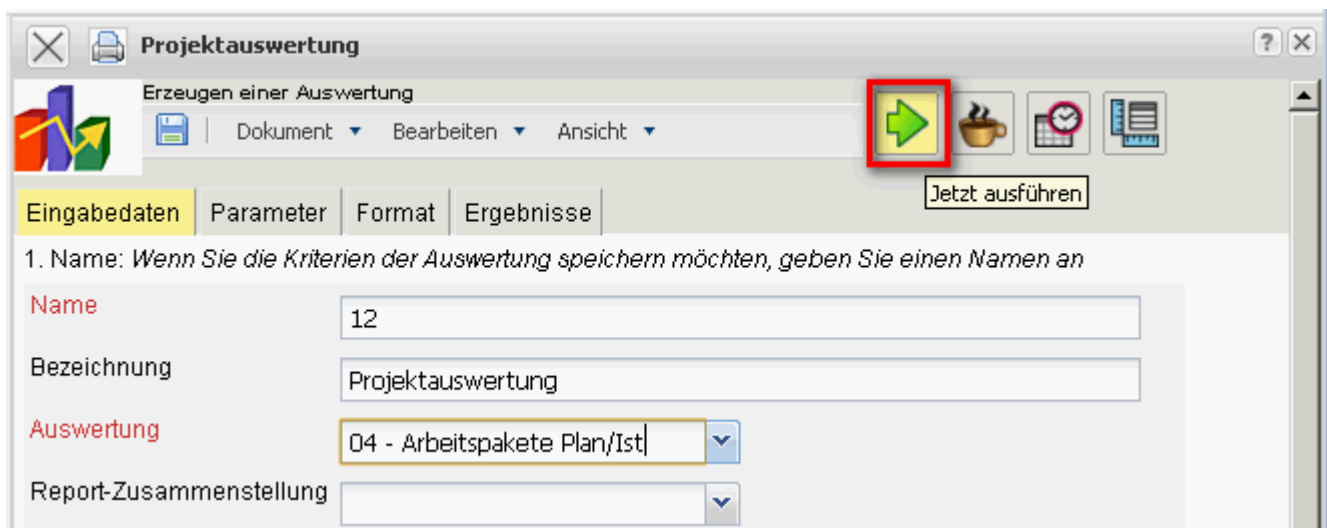 Projektauswertung
?
Erzeugen einer Auswertung
Dokument Bearbeiten Ansicht
Jetzt ausführen
Eingabedaten Parameter Format Ergebnisse
1. Name: Wenn Sie die Kriterien der Auswertung speichern möchten, geben Sie einen Namen an
Name 12
Bezeichnung Projektauswertung
Auswertung 04 - Arbeitspakete Plan/Ist
Report-Zusammenstellung